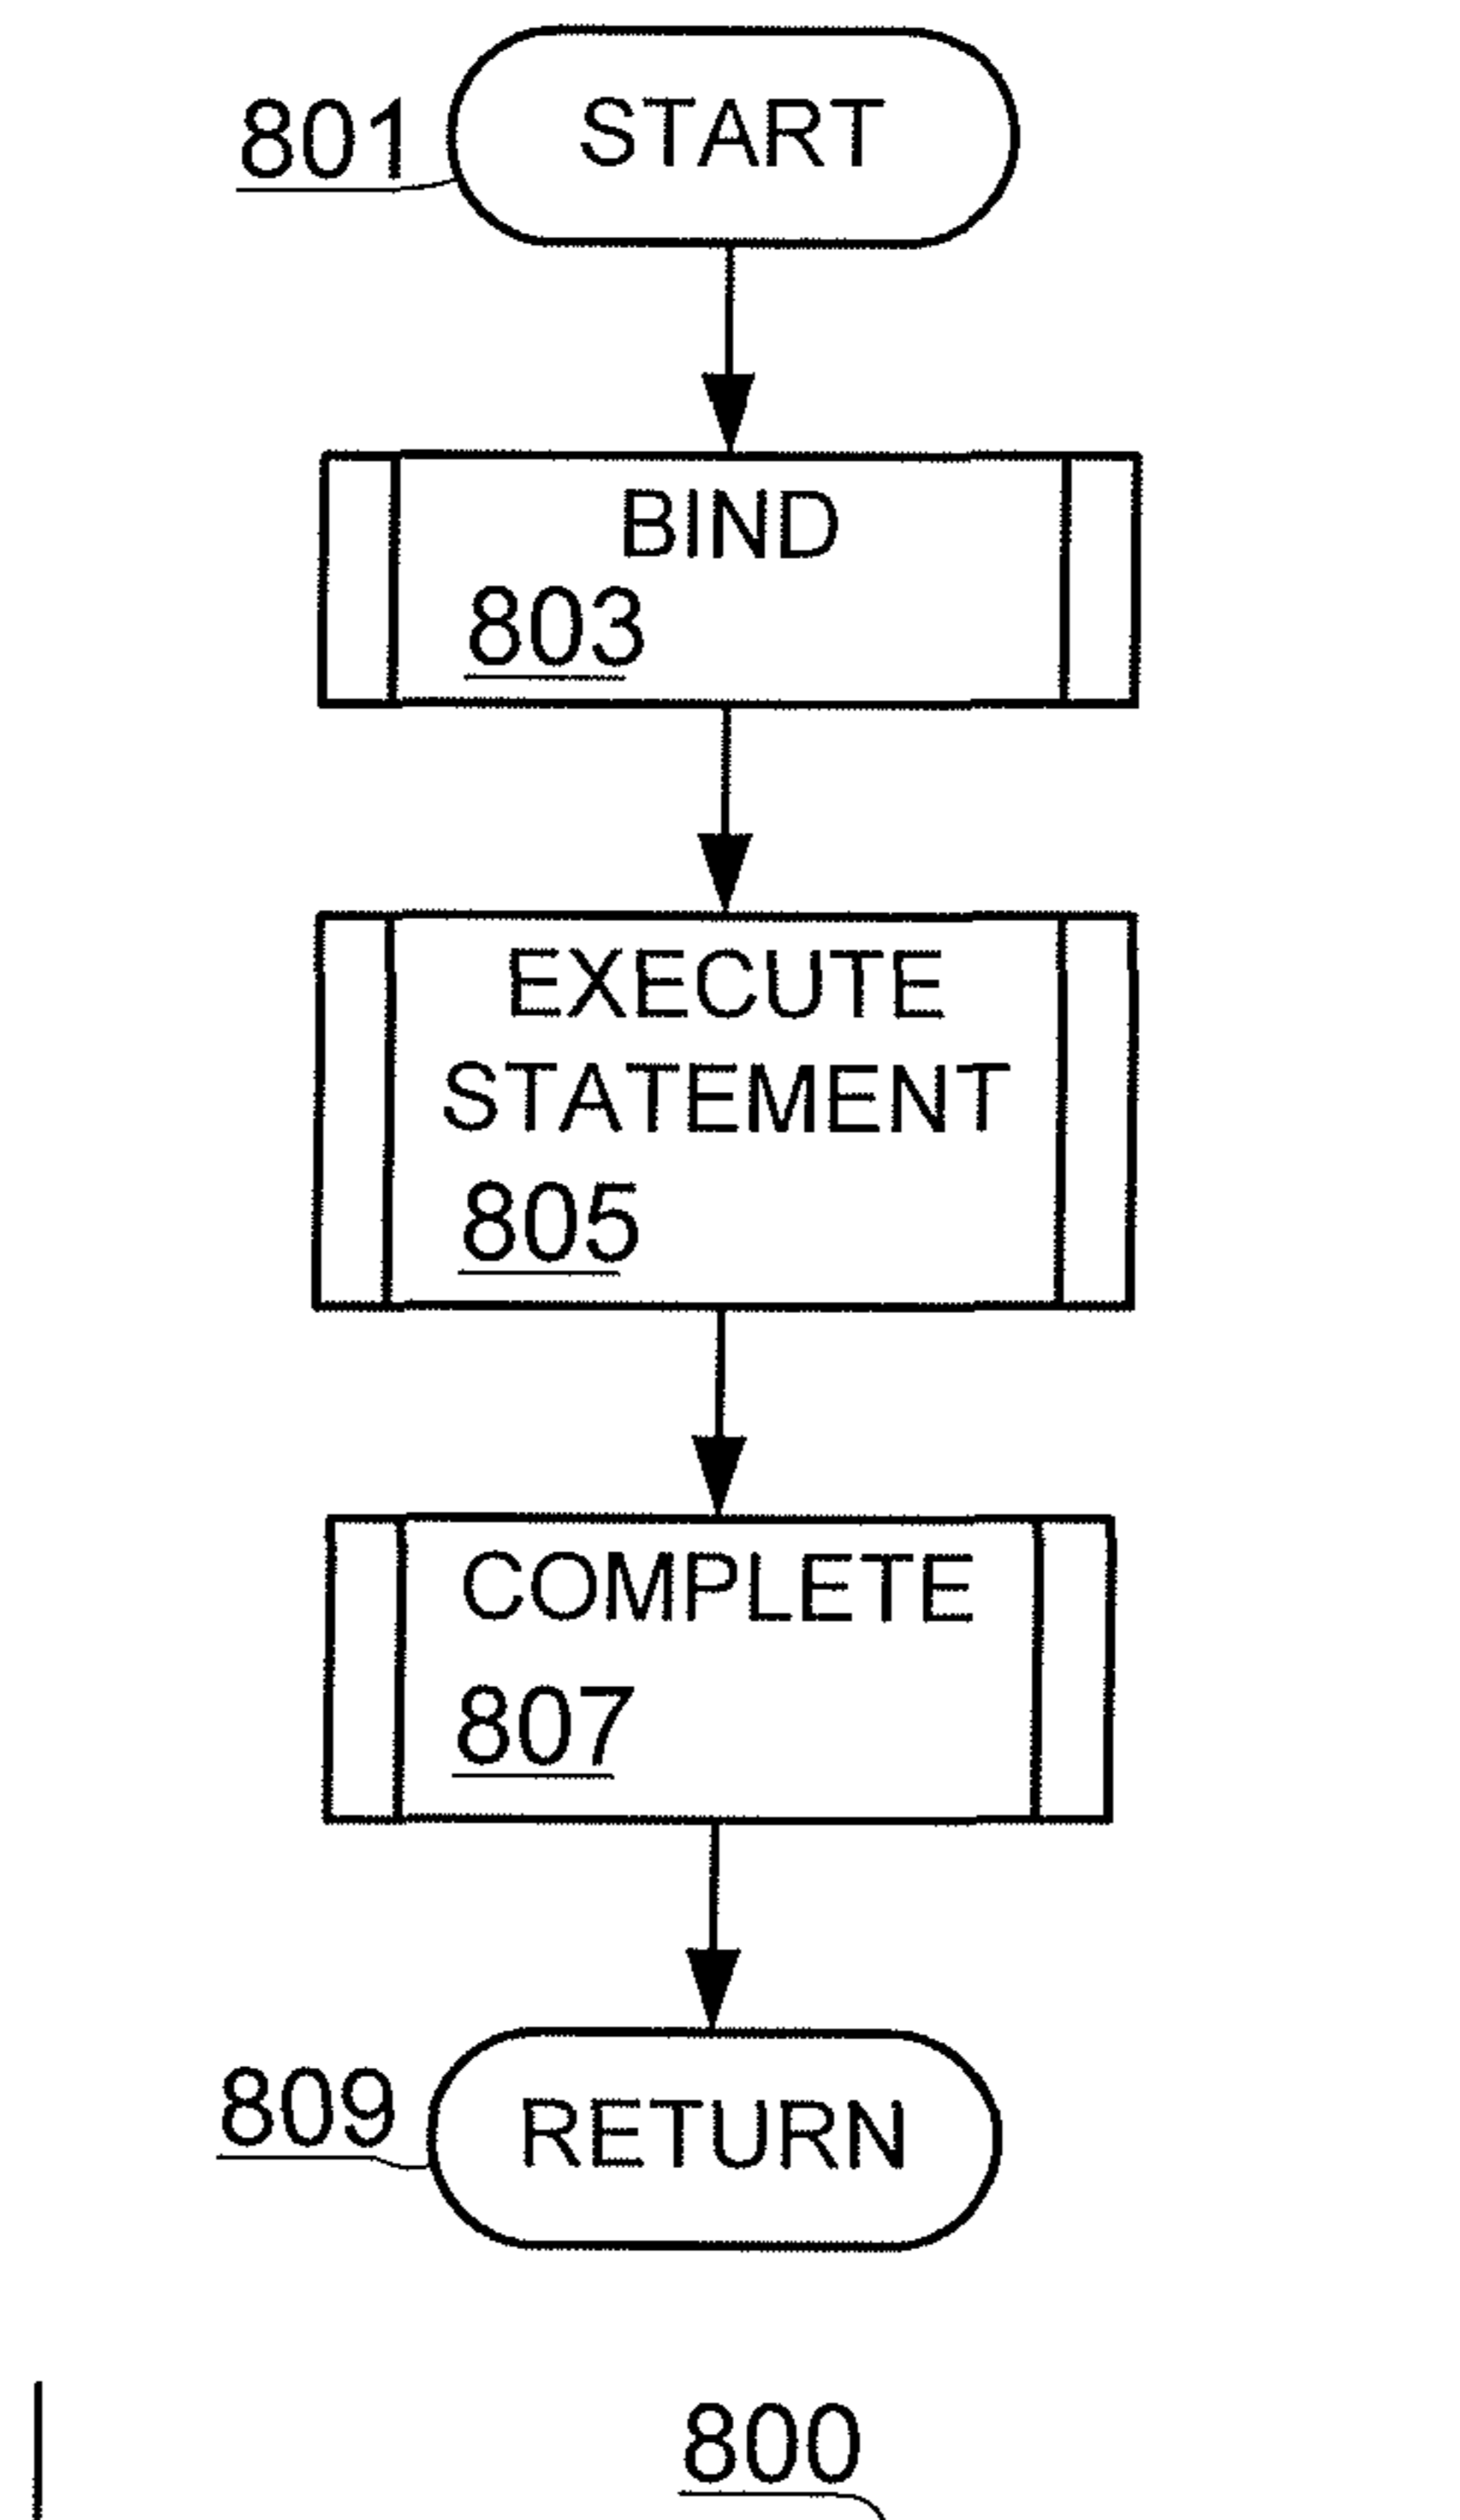 801
START
BIND
803
EXECUTE
STATEMENT
805
COMPLETE
807
809
RETURN
800